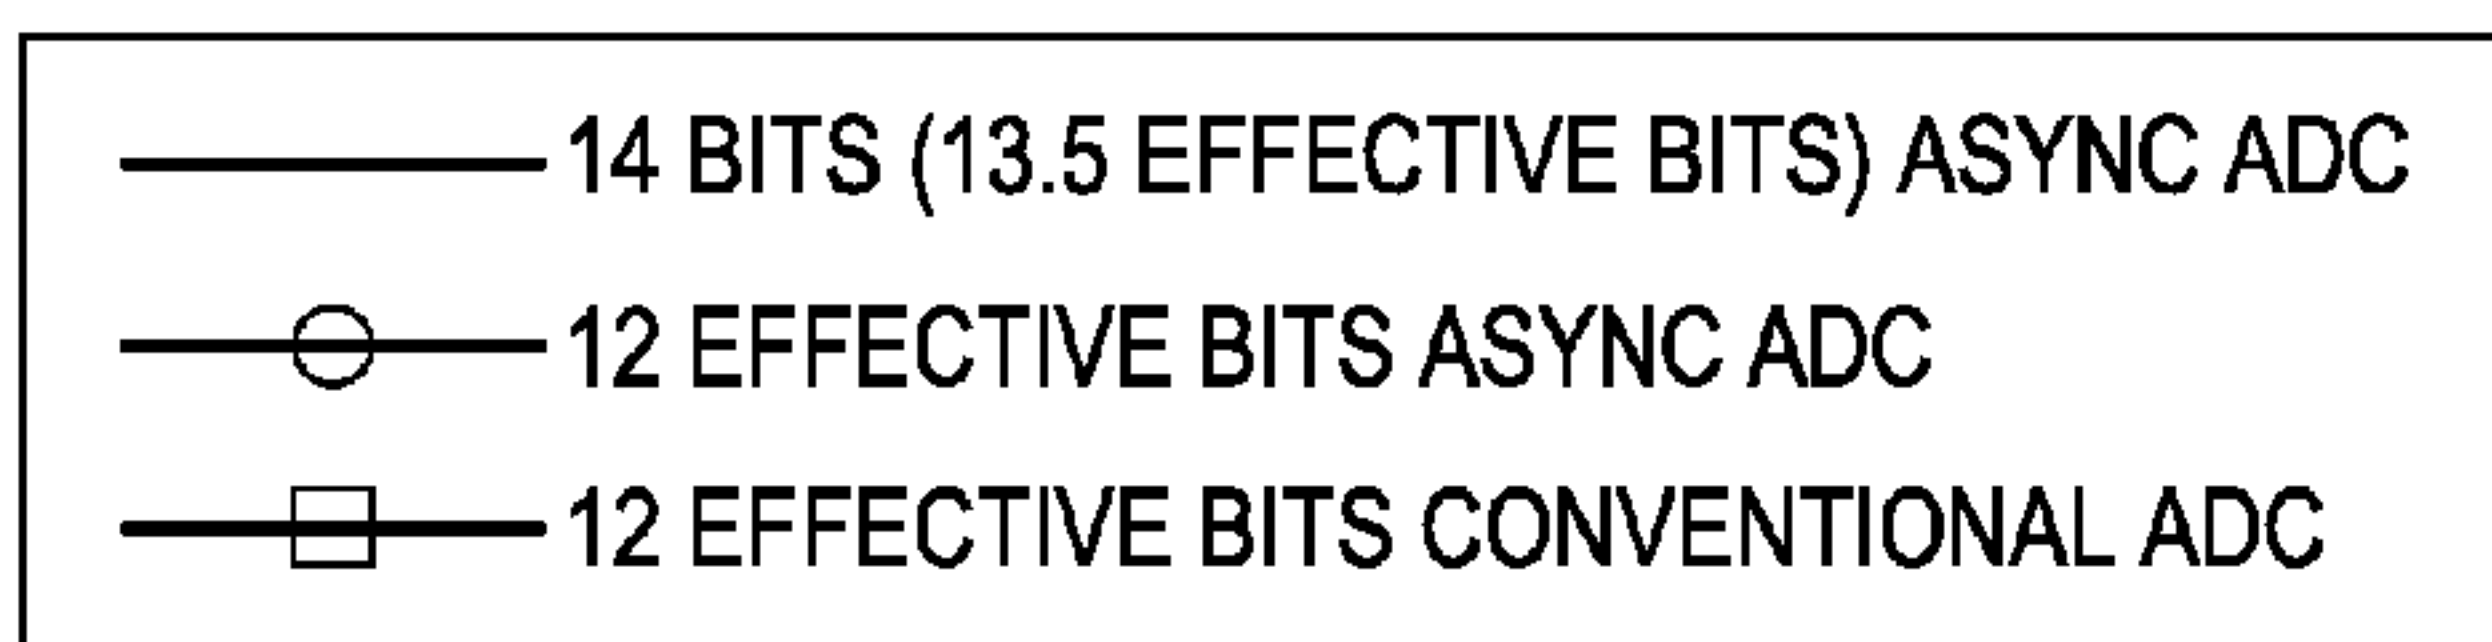 14 BITS (13.5 EFFECTIVE BITS) ASYNC ADC
12 EFFECTIVE BITS ASYNC ADC
12 EFFECTIVE BITS CONVENTIONAL ADC